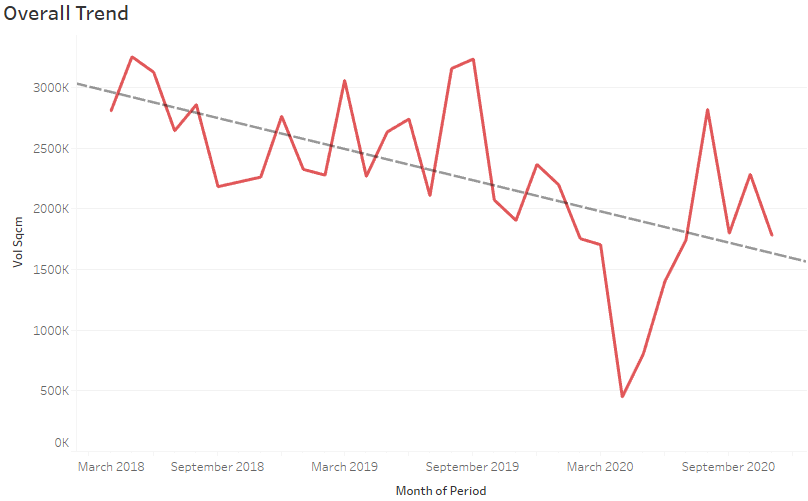 Overall Trend
3000K
2500K
2000K
1500K
1000K
500K
0K
Vol Sqcm
March 2018 September 2018 March 2019 September 2019 March 2020 September 2020
Month of Period